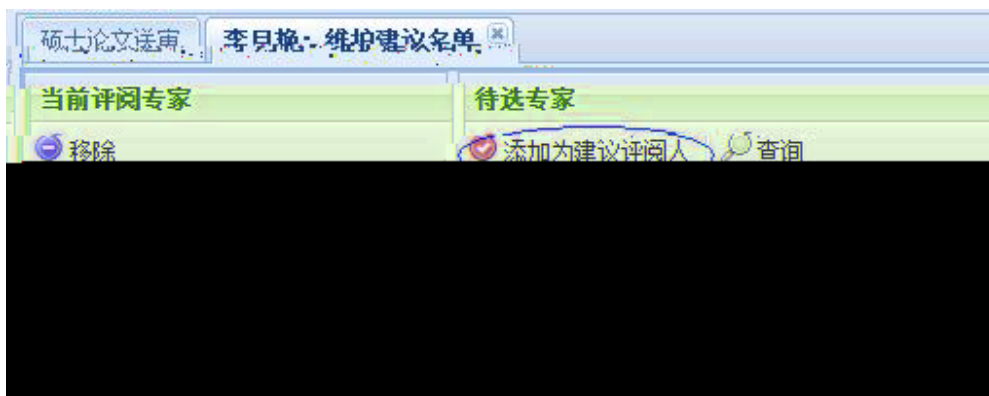 硕士论文送审
维护建议名单
当前评阅专家
待选专家
移除
添加为建议评阅人
查询